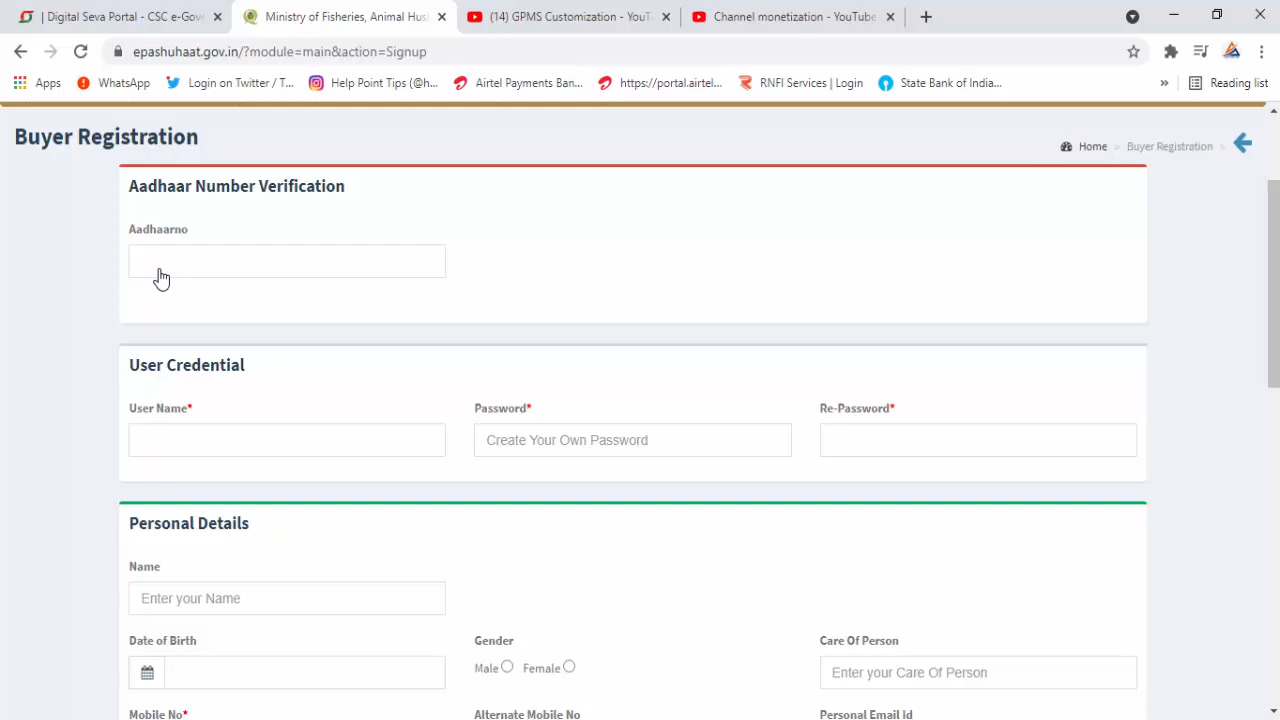 | Digital Seva Portal - CSC e-Gov
Ministry of Fisheries, Animal Hus
(14) GPMS Customization - YouT
Channel monetization - YouTube
epashuhaat.gov.in/?module=main&action=Signup
Apps
WhatsApp
Login on Twitter / T...
Help Point Tips (@h...
Airtel Payments Ban...
https://portal.airtel...
RNFI Services | Login
State Bank of India...
»
Reading list
Buyer Registration
Home > Buyer Registration >
Aadhaar Number Verification
Aadhaarno
User Credential
User Name* Password* Re-Password*
Create Your Own Password
Personal Details
Name
Enter your Name
Date of Birth Gender Care Of Person
Male Female
Enter your Care Of Person
Mobile No* Alternate Mobile No Personal Email Id